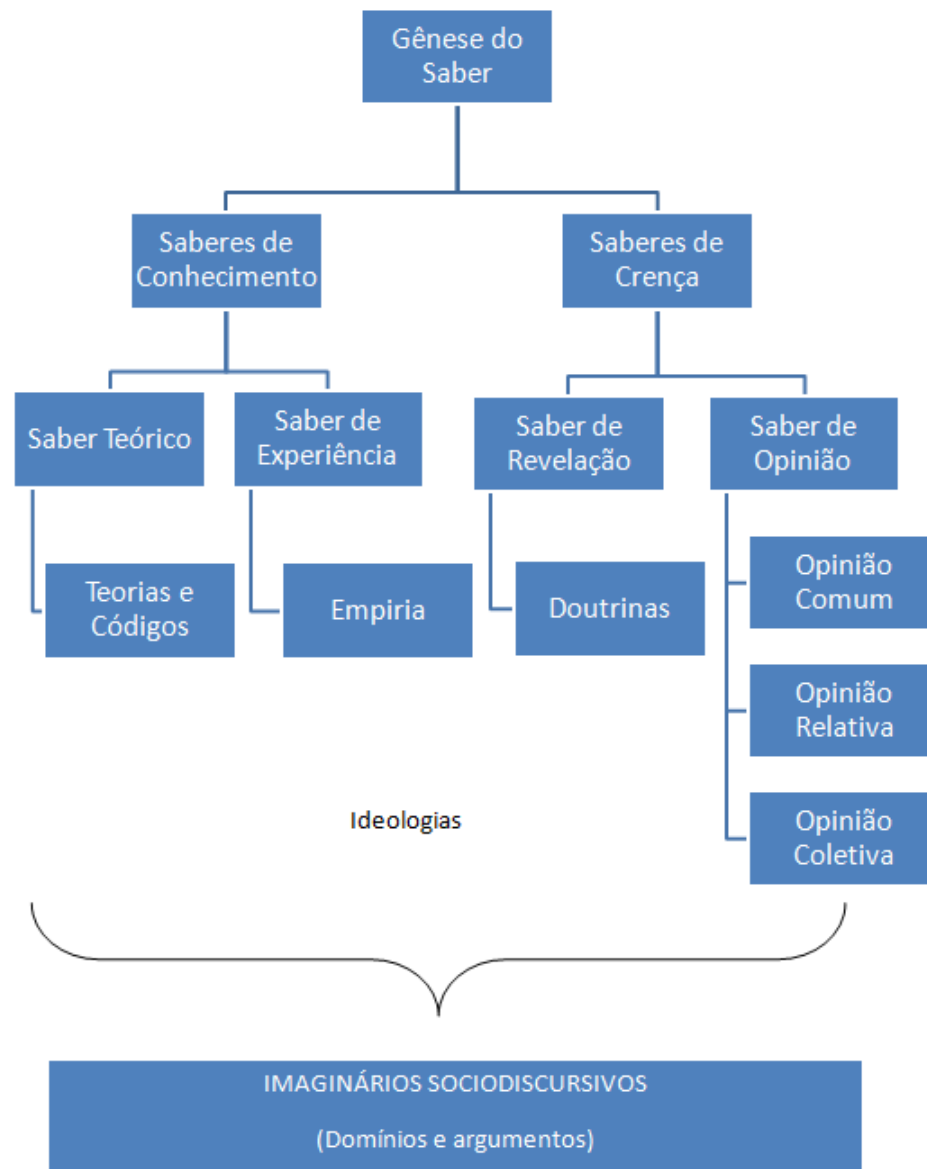 Gênese do
Saber
Saberes de
Conhecimento
Saberes de
Crença
Saber Teórico
Saber de
Experiência
Saber de
Revelação
Saber de
Opinião
Teorias e
Códigos
Empiria
Doutrinas
Opinião
Comum
Opinião
Relativa
Opinião
Coletiva
Ideologias
IMAGINÁRIOS SOCIODISCURSIVOS
(Domínios e argumentos)